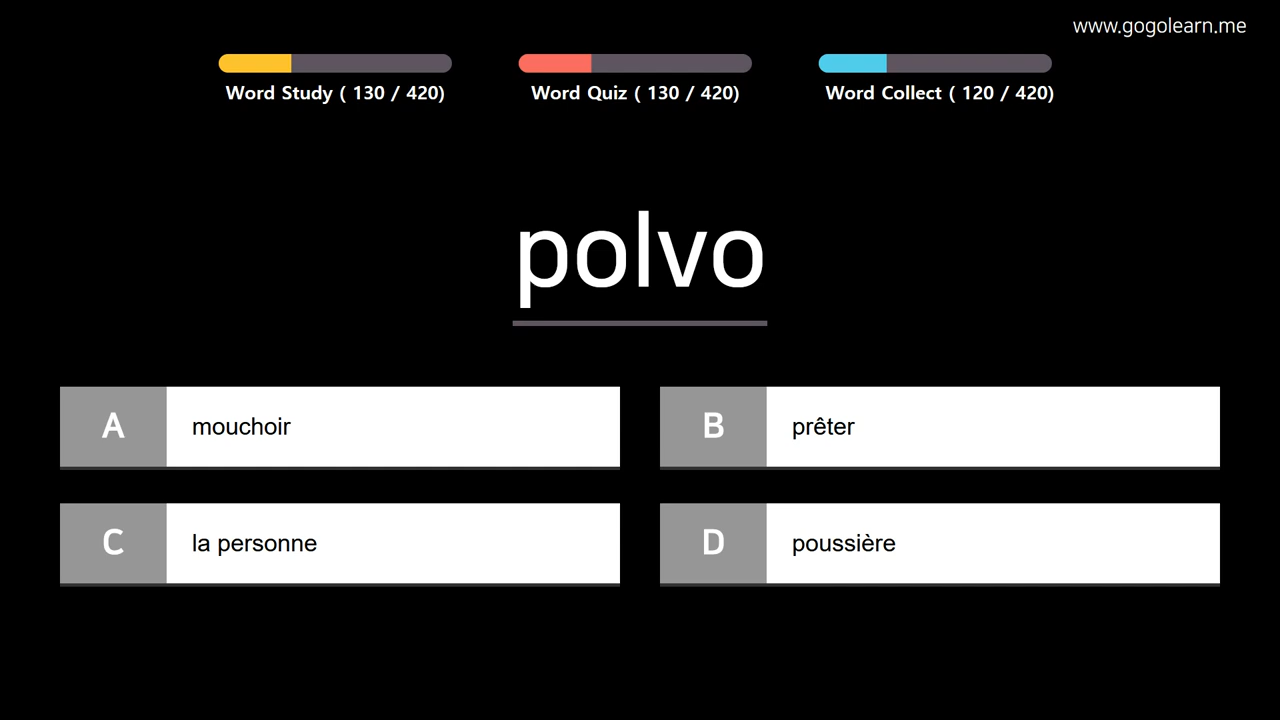 www.gogolearn.me
Word Study ( 130 / 420)
Word Quiz ( 130 / 420)
Word Collect ( 120 / 420)
polvo
A mouchoir
B prêter
C la personne
D poussière